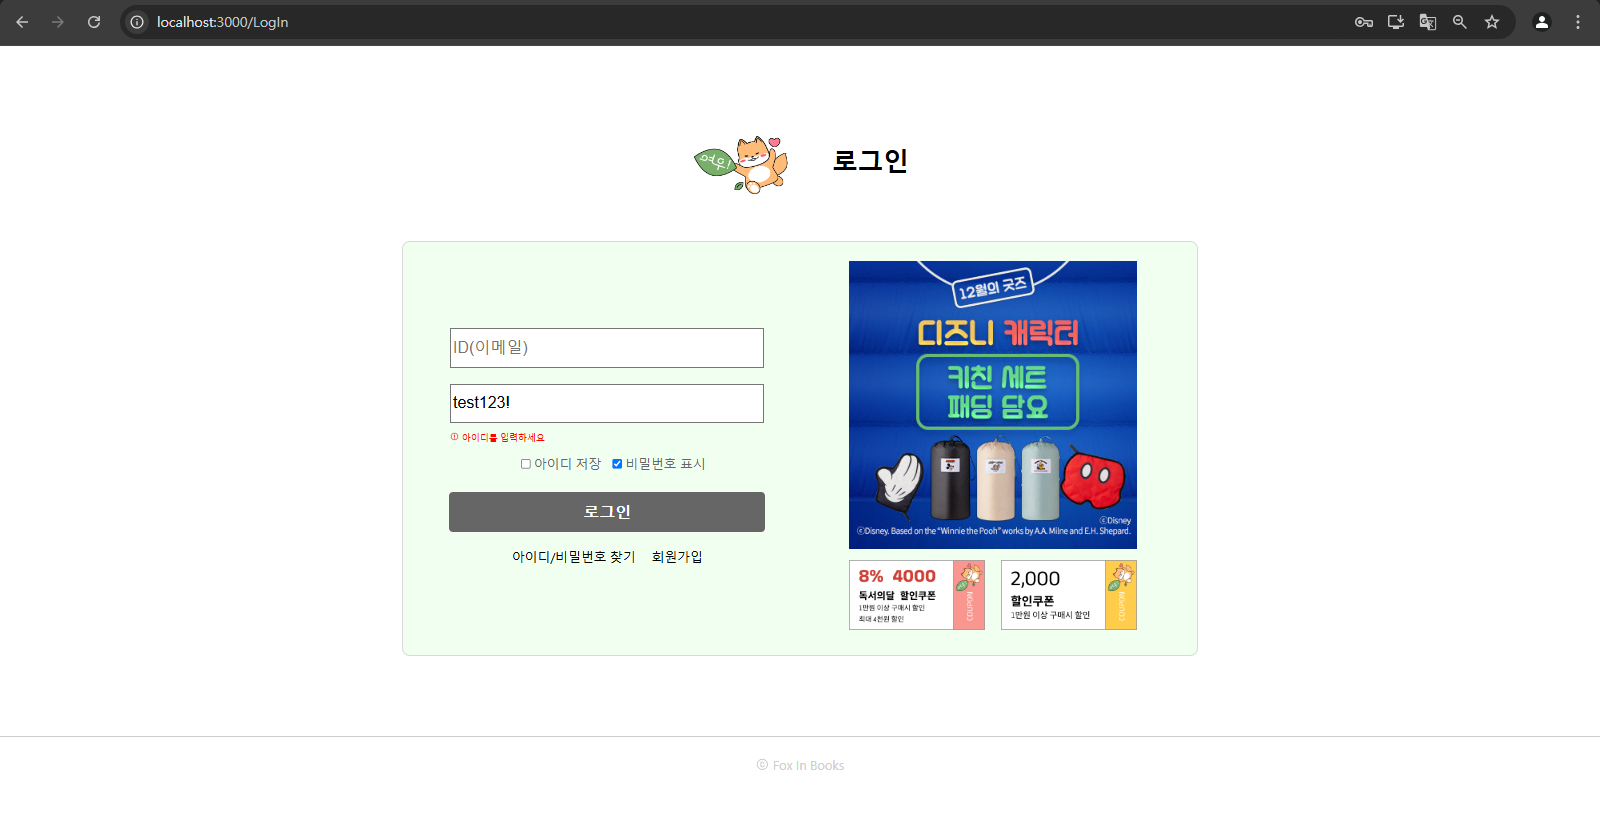 localhost:3000/LogIn
여우!
로그인
ID(이메일)
test123!
아이디를 입력하세요
아이디 저장 비밀번호 표시
로그인
아이디/비밀번호 찾기 회원가입
12월의 굿즈
디즈니 캐릭터
키친 세트
패딩 담요
ⓒDisney
ⓒDisney. Based on the "Winnie the Pooh" works by A.A. Milne and E.H. Shepard.
8% 4000
독서의달 할인쿠폰
1만원 이상 구매시 할인
최대 4천원 할인
COUPON
2,000
할인쿠폰
1만원 이상 구매시 할인
COUPON
ⓒ Fox in Books